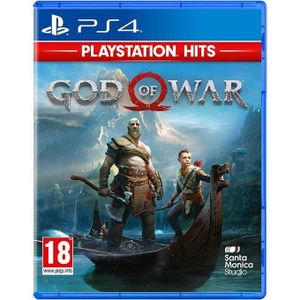 PS4
PLAYSTATION HITS
GOD OF WAR
18
www.pegi.info
Santa
Monica
Studio